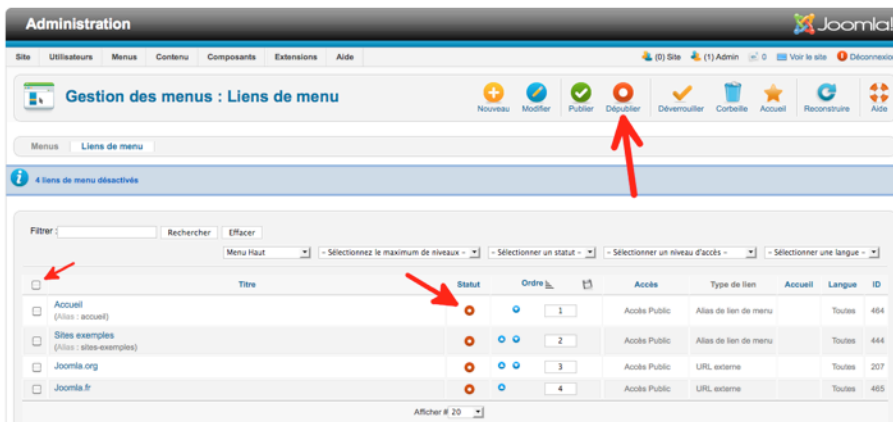 Administration
Joomla!
Site Utilisateurs Menus Contenu Composants Extensions Aide
(0) Site (1) Admin 0 Voir le site Déconnexion
Gestion des menus : Liens de menu
Nouveau Modifier Publier Dépublier Déverrouiller Corbeille Accueil Reconstruire Aide
Menus Liens de menu
4 liens de menu désactivés
Filtrer : Rechercher Effacer
Menu Haut - Sélectionnez le maximum de niveaux - - Sélectionner un statut - - Sélectionner un niveau d'accès - - Sélectionner une langue -
Titre Statut Ordre Accès Type de lien Accueil Langue ID
Accueil
(Alias : accueil)
1 Accès Public Alias de lien de menu Toutes 464
Sites exemples
(Alias : sites-exemples)
2 Accès Public Alias de lien de menu Toutes 444
Joomla.org 3 Accès Public URL externe Toutes 207
Joomla.fr 4 Accès Public URL externe Toutes 465
Afficher # 20